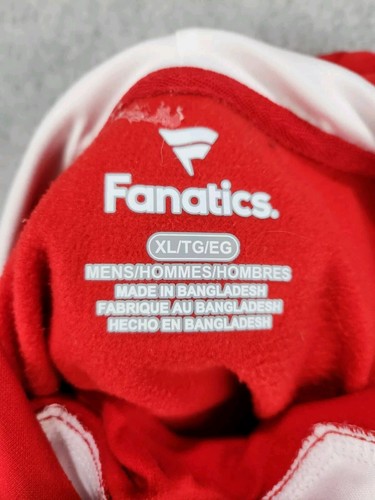 Fanatics.
XL/TG/EG
MENS/HOMMES/HOMBRES
MADE IN BANGLADESH
FABRIQUE AU BANGLADESH
HECHO EN BANGLADESH